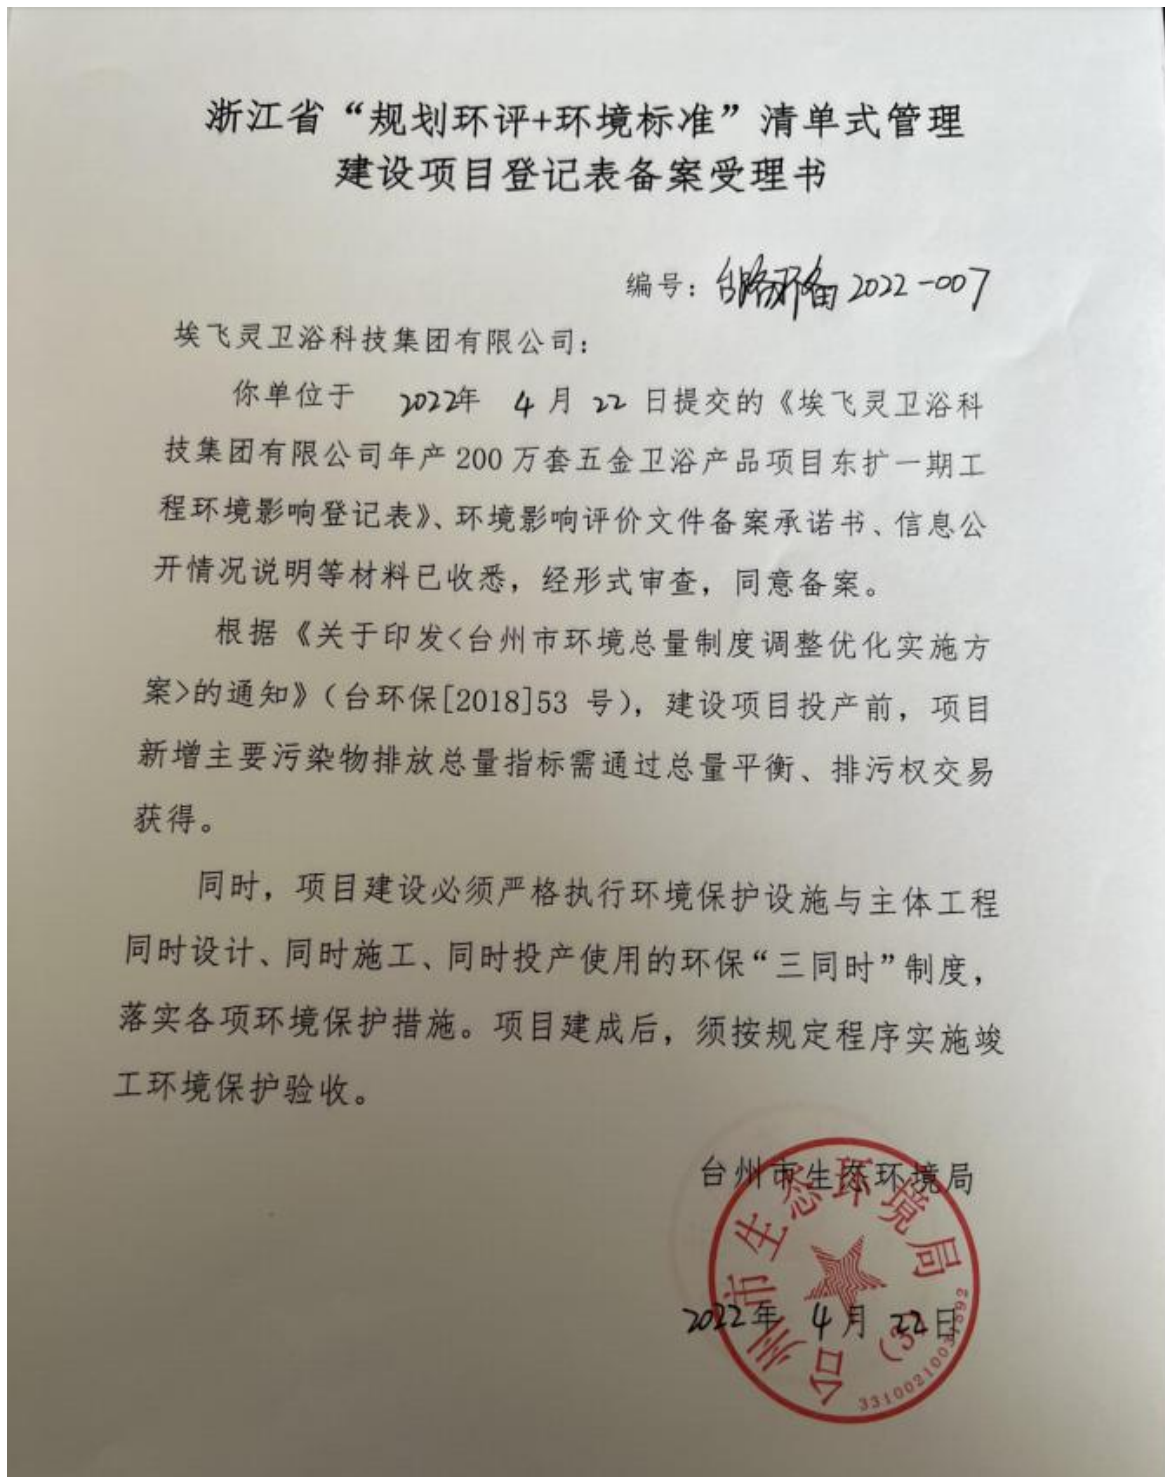 浙江省“规划环评+环境标准”清单式管理
建设项目登记表备案受理书
编号：台路环备 2022-007
埃飞灵卫浴科技集团有限公司：
你单位于 2022年 4 月 22 日提交的《埃飞灵卫浴科
技集团有限公司年产 200 万套五金卫浴产品项目东扩一期工
程环境影响登记表》、环境影响评价文件备案承诺书、信息公
开情况说明等材料已收悉，经形式审查，同意备案。
根据《关于印发<台州市环境总量制度调整优化实施方
案>的通知》（台环保[2018]53 号），建设项目投产前，项目
新增主要污染物排放总量指标需通过总量平衡、排污权交易
获得。
同时，项目建设必须严格执行环境保护设施与主体工程
同时设计、同时施工、同时投产使用的环保“三同时”制度，
落实各项环境保护措施。项目建成后，须按规定程序实施竣
工环境保护验收。
台州市生态环境局
2022年 4月 22日
台州市生态环境局